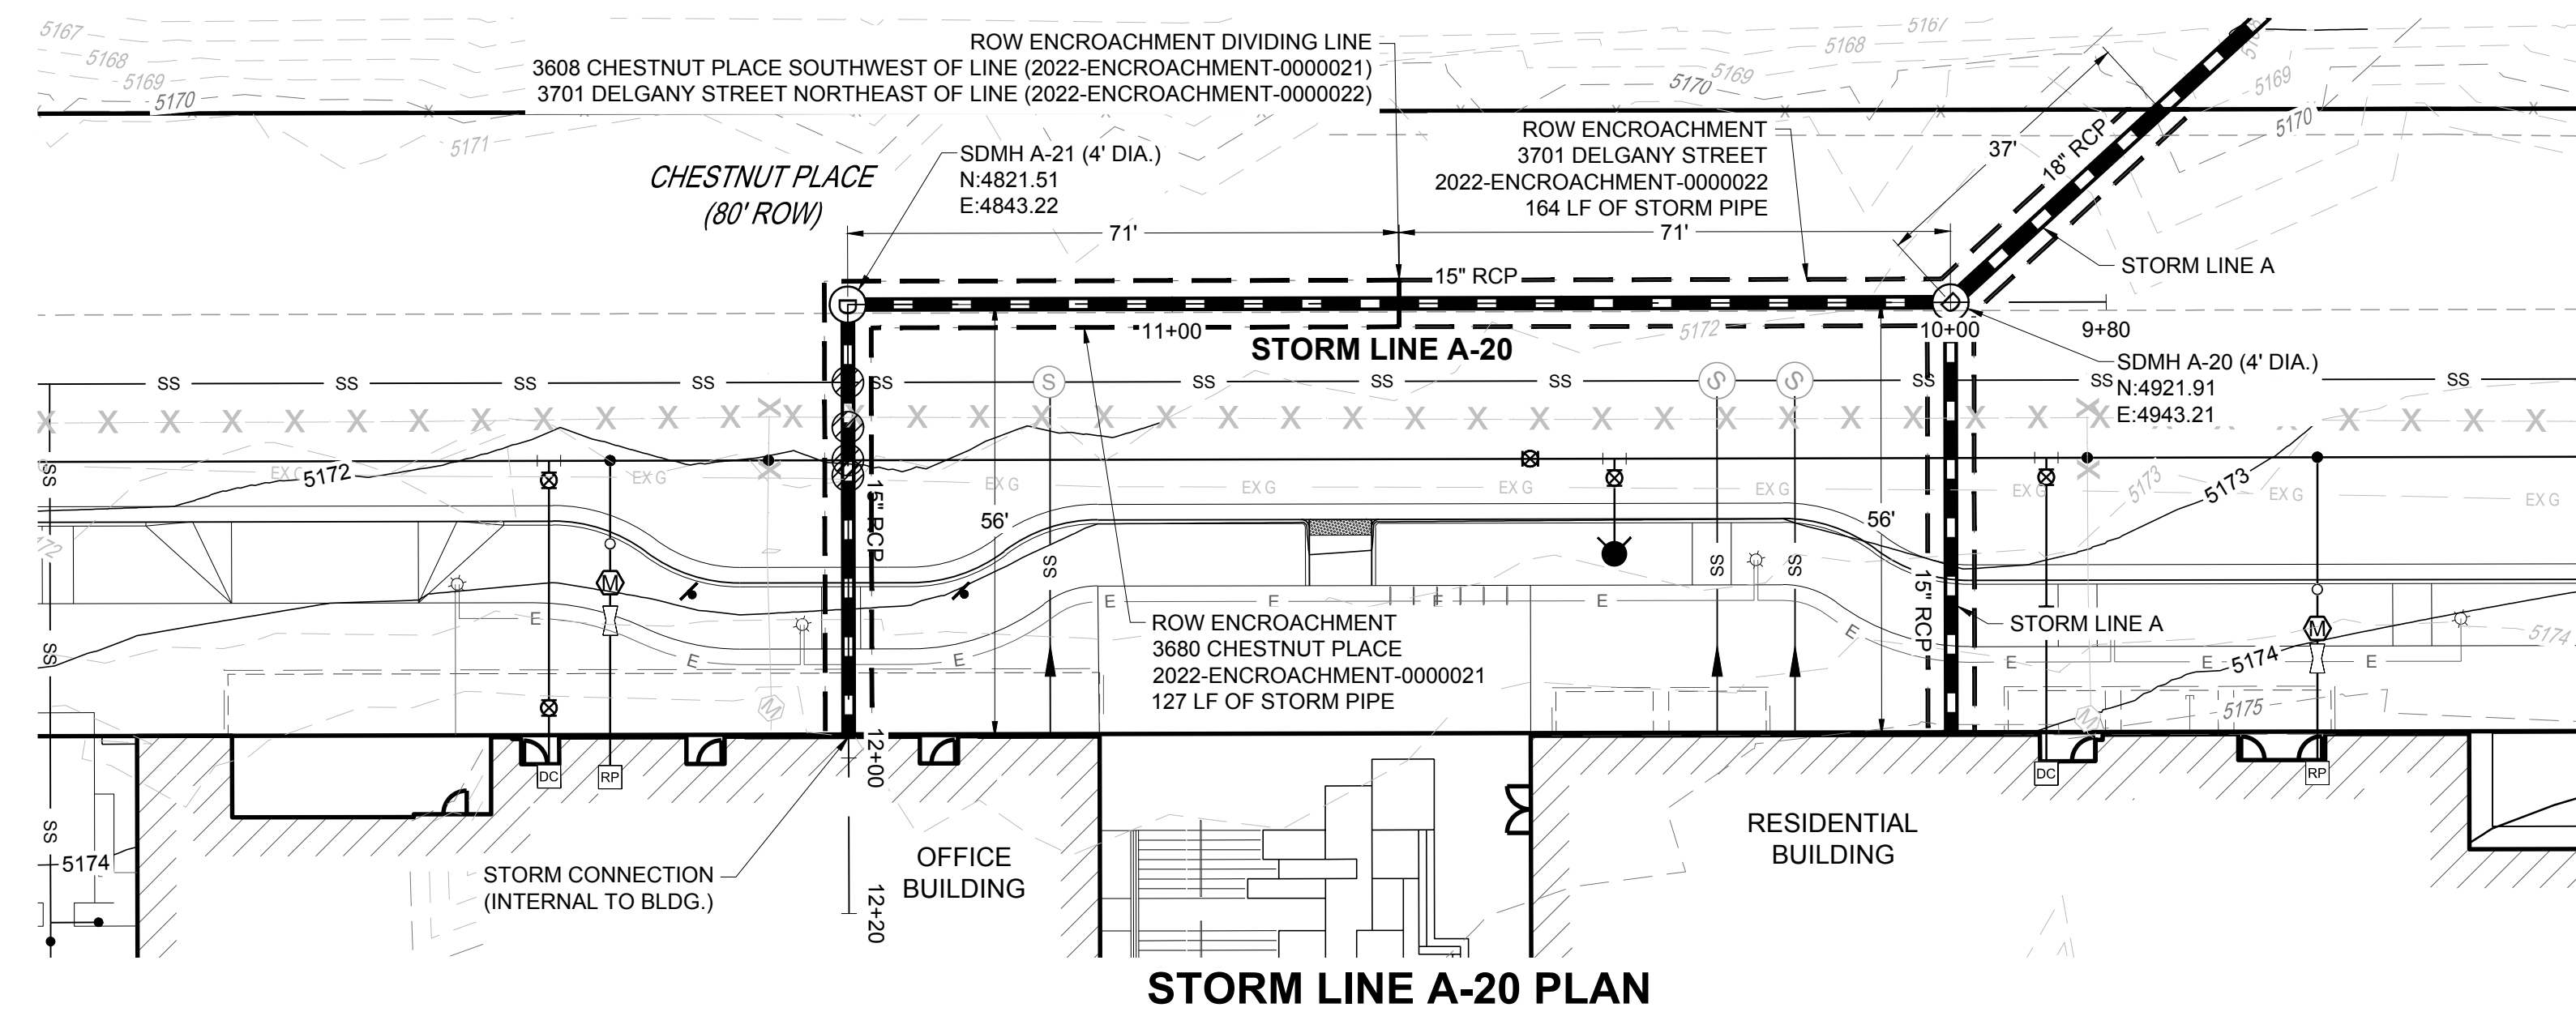 5167
5168
5169
5170
5171
ROW ENCROACHMENT DIVIDING LINE
3608 CHESTNUT PLACE SOUTHWEST OF LINE (2022-ENCROACHMENT-0000021)
3701 DELGANY STREET NORTHEAST OF LINE (2022-ENCROACHMENT-0000022)
5167
5168
5169
5170
5169
5170
CHESTNUT PLACE
(80' ROW)
SDMH A-21 (4' DIA.)
N:4821.51
E:4843.22
ROW ENCROACHMENT
3701 DELGANY STREET
2022-ENCROACHMENT-0000022
164 LF OF STORM PIPE
37'
18" RCP
71'
71'
STORM LINE A
15" RCP
D
D
11+00
STORM LINE A-20
5172
10+00
9+80
SDMH A-20 (4' DIA.)
N:4921.91
E:4943.21
SS SS SS SS SS SS SS SS SS SS SS
S S S
X X X X X X X X X X X X X X X X X X X X X X X X X X X X X X X X X X X X X X
SS
5172
EX G EX G EX G EX G EX G EX G EX G EX G
5173
5173
15" RCP
56'
56'
15" RCP
M
SS
SS
SS
E E E E E
E E E E E E E
ROW ENCROACHMENT
3680 CHESTNUT PLACE
2022-ENCROACHMENT-0000021
127 LF OF STORM PIPE
STORM LINE A
M
5174
5174
5175
SS
M
M
12+00
DC
RP
DC
RP
SS
5174
STORM CONNECTION
(INTERNAL TO BLDG.)
OFFICE
BUILDING
12+20
RESIDENTIAL
BUILDING
STORM LINE A-20 PLAN